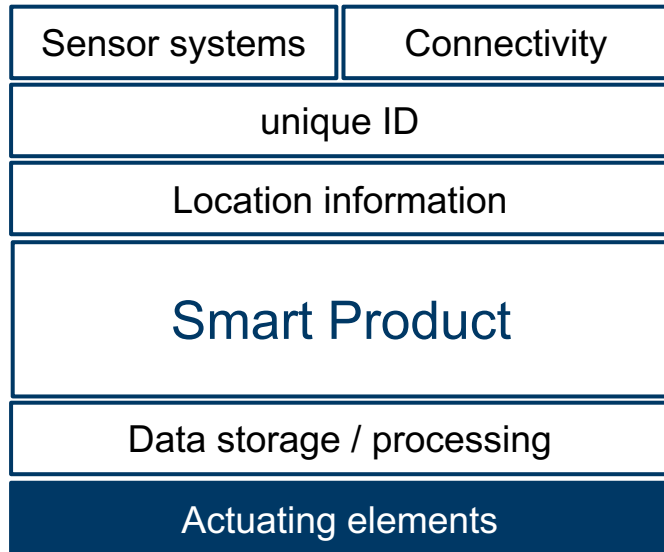 Sensor systems
Connectivity
unique ID
Location information
Smart Product
Data storage / processing
Actuating elements